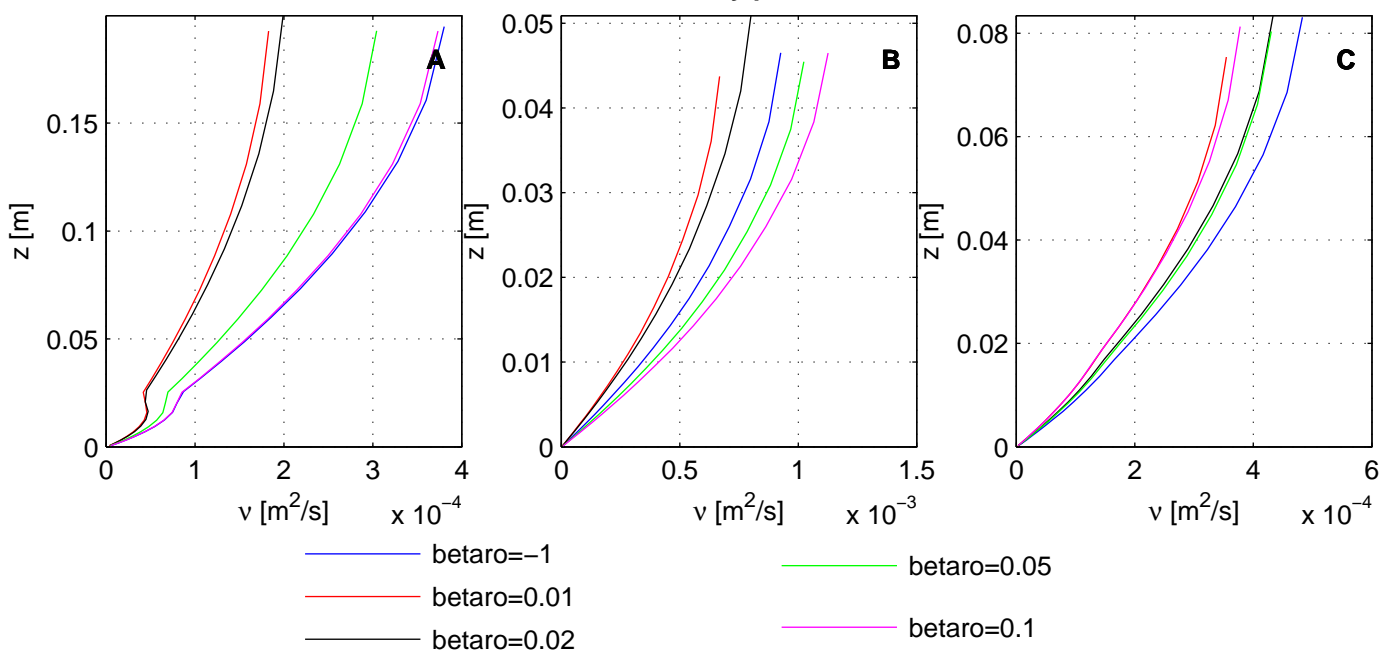 A
B
C
0.15
0.1
0.05
0
z [m]
0 1 2 3 4
ν [m²/s]
x 10⁻⁴
0.05
0.04
0.03
0.02
0.01
0
z [m]
0 0.5 1 1.5
ν [m²/s]
x 10⁻³
0.08
0.06
0.04
0.02
0
z [m]
0 2 4 6
ν [m²/s]
x 10⁻⁴
betaro=−1
betaro=0.01
betaro=0.02
betaro=0.05
betaro=0.1